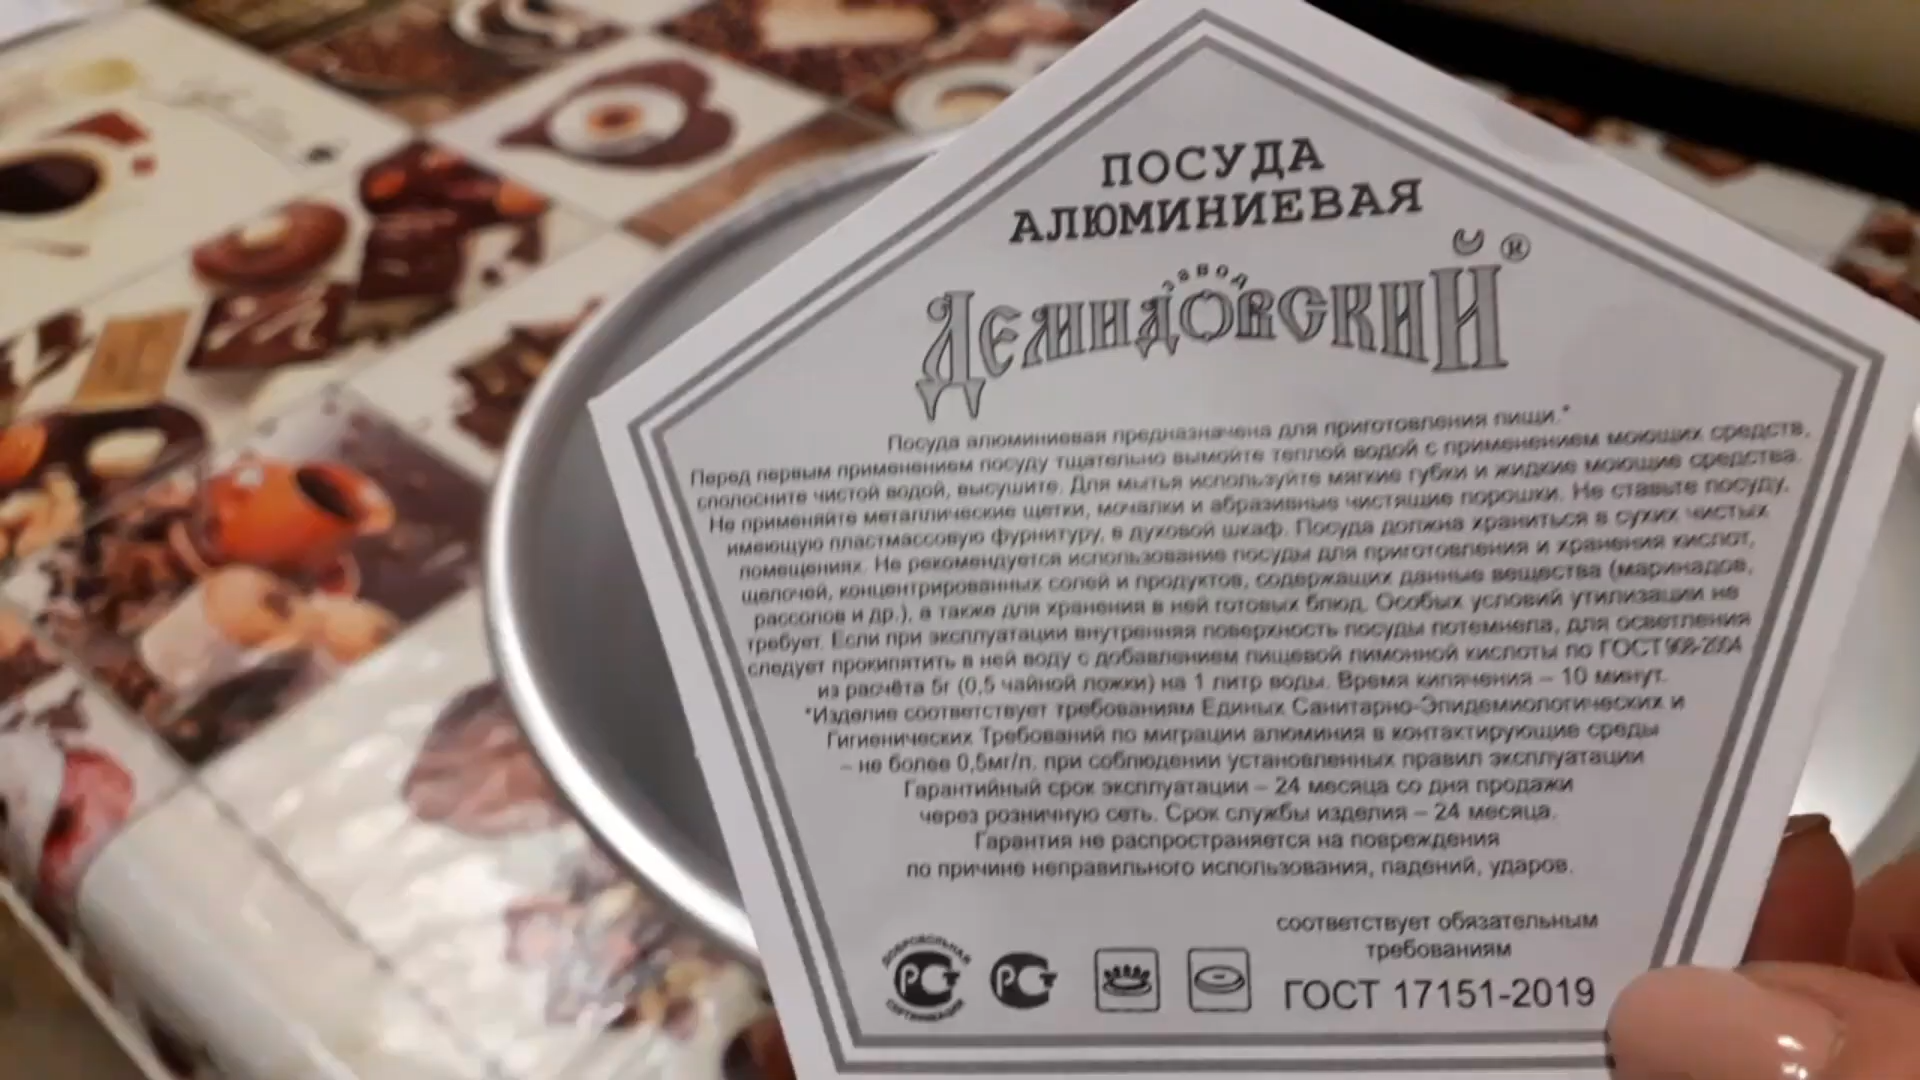 ПОСУДА
АЛЮМИНИЕВАЯ
ЗАВОД
ДЕМИДОВСКИЙ®
Посуда алюминиевая предназначена для приготовления пищи.*
Перед первым применением посуду тщательно вымойте теплой водой с применением моющих средств,
сполосните чистой водой, высушите. Для мытья используйте мягкие губки и жидкие моющие средства.
Не применяйте металлические щетки, мочалки и абразивные чистящие порошки. Не ставьте посуду,
имеющую пластмассовую фурнитуру, в духовой шкаф. Посуда должна храниться в сухих чистых
помещениях. Не рекомендуется использование посуды для приготовления и хранения кислот,
щелочей, концентрированных солей и продуктов, содержащих данные вещества (маринадов,
рассолов и др.), а также для хранения в ней готовых блюд. Особых условий утилизации не
требует. Если при эксплуатации внутренняя поверхность посуды потемнела, для осветления
следует прокипятить в ней воду с добавлением пищевой лимонной кислоты по ГОСТ 908-2004
из расчёта 5г (0,5 чайной ложки) на 1 литр воды. Время кипячения – 10 минут.
*Изделие соответствует требованиям Единых Санитарно-Эпидемиологических и
Гигиенических Требований по миграции алюминия в контактирующие среды
– не более 0,5мг/л. при соблюдении установленных правил эксплуатации
Гарантийный срок эксплуатации – 24 месяца со дня продажи
через розничную сеть. Срок службы изделия – 24 месяца.
Гарантия не распространяется на повреждения
по причине неправильного использования, падений, ударов.
ДОБРОВОЛЬНАЯ
РСТ
СЕРТИФИКАЦИЯ
РСТ
соответствует обязательным
требованиям
ГОСТ 17151-2019